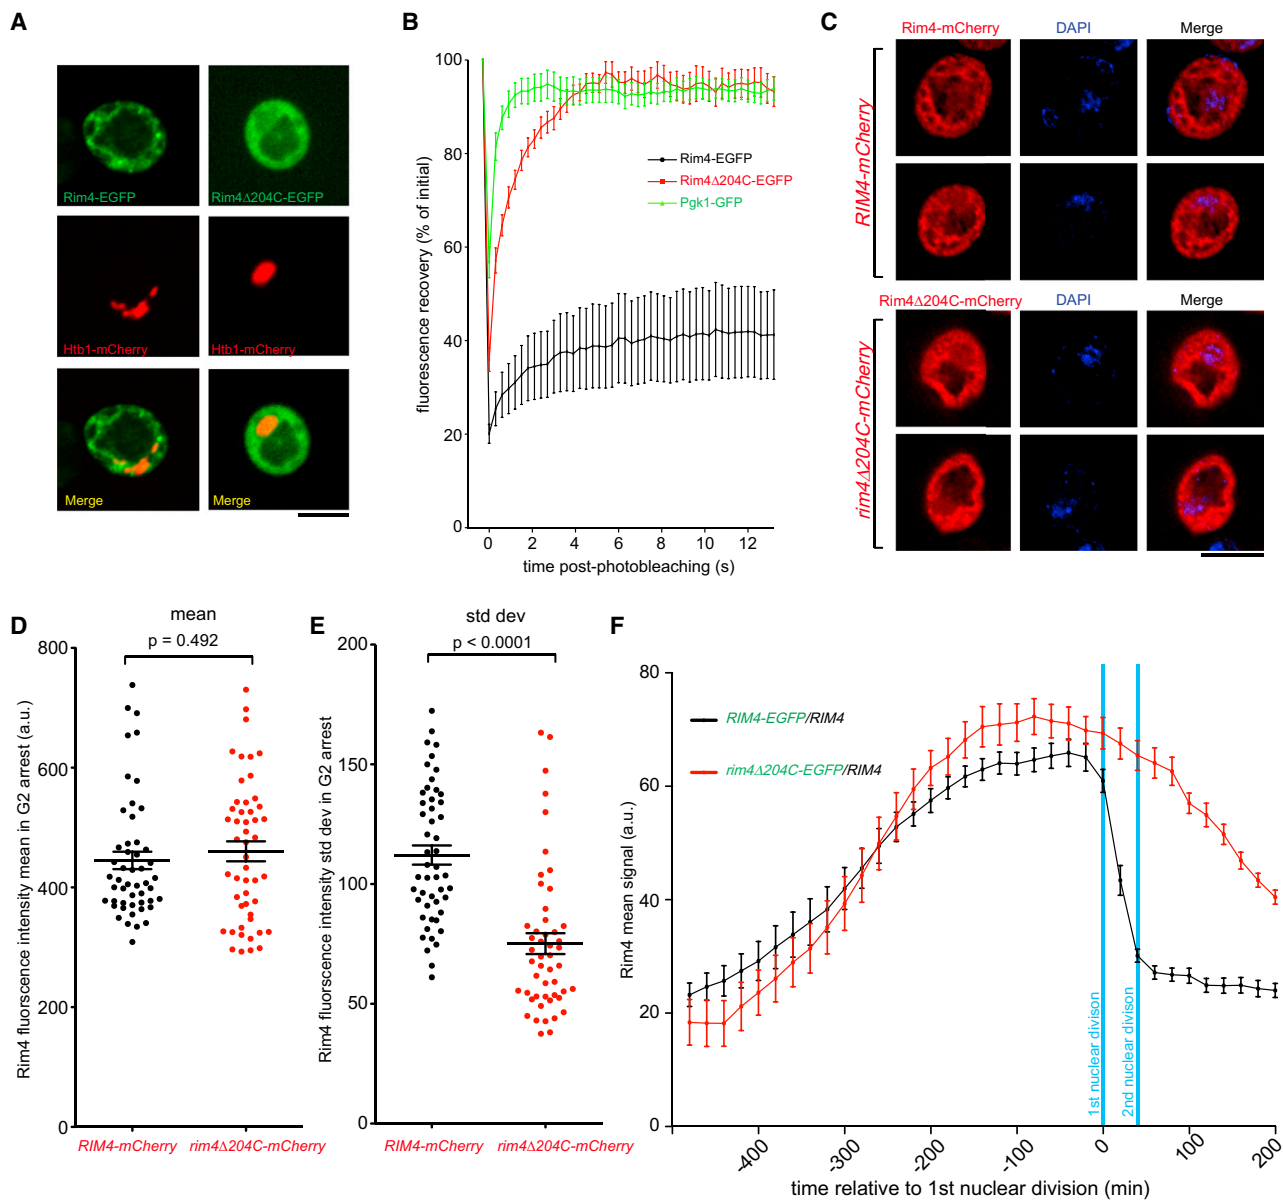 A
Rim4-EGFP
Rim4Δ204C-EGFP
Htb1-mCherry
Htb1-mCherry
Merge
Merge
B
fluorescence recovery (% of initial)
100
80
60
40
20
0
0 2 4 6 8 10 12
time post-photobleaching (s)
Rim4-EGFP
Rim4Δ204C-EGFP
Pgk1-GFP
C
Rim4-mCherry DAPI Merge
RIM4-mCherry
Rim4Δ204C-mCherry DAPI Merge
rim4Δ204C-mCherry
D
mean
p = 0.492
Rim4 fluorescence intensity mean in G2 arrest (a.u.)
800
600
400
200
0
RIM4-mCherry rim4Δ204C-mCherry
E
std dev
p < 0.0001
Rim4 fluorscence intensity std dev in G2 arrest
200
150
100
50
0
RIM4-mCherry rim4Δ204C-mCherry
F
Rim4 mean signal (a.u.)
80
60
40
20
0
RIM4-EGFP/RIM4
rim4Δ204C-EGFP/RIM4
1st nuclear divison
2nd nuclear divison
-400 -300 -200 -100 0 100 200
time relative to 1st nuclear division (min)